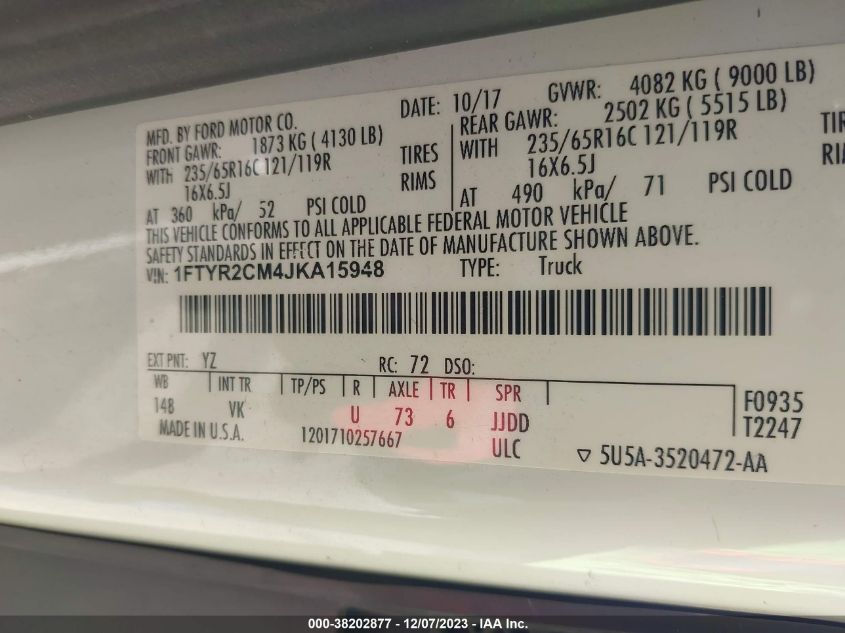 MFD. BY FORD MOTOR CO. DATE: 10/17 GVWR: 4082 KG ( 9000 LB)
FRONT GAWR: 1873 KG ( 4130 LB) REAR GAWR: 2502 KG ( 5515 LB)
WITH 235/65R16C 121/119R TIRES WITH 235/65R16C 121/119R
16X6.5J RIMS 16X6.5J
AT 360 kPa/ 52 PSI COLD AT 490 kPa/ 71 PSI COLD
THIS VEHICLE CONFORMS TO ALL APPLICABLE FEDERAL MOTOR VEHICLE
SAFETY STANDARDS IN EFFECT ON THE DATE OF MANUFACTURE SHOWN ABOVE.
VIN: 1FTYR2CM4JKA15948 TYPE: Truck
EXT PNT: YZ RC: 72 DSO:
WB INT TR TP/PS R AXLE TR SPR
148 VK U 73 6 JJDD
F0935
T2247
MADE IN U.S.A. 1201710257667 ULC
5U5A-3520472-AA
000-38202877 - 12/07/2023 - IAA Inc.